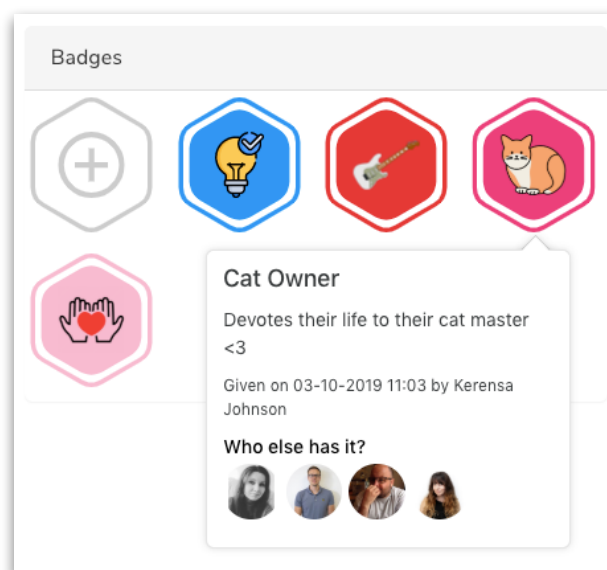 Badges
Cat Owner
Devotes their life to their cat master
<3
Given on 03-10-2019 11:03 by Kerensa
Johnson
Who else has it?